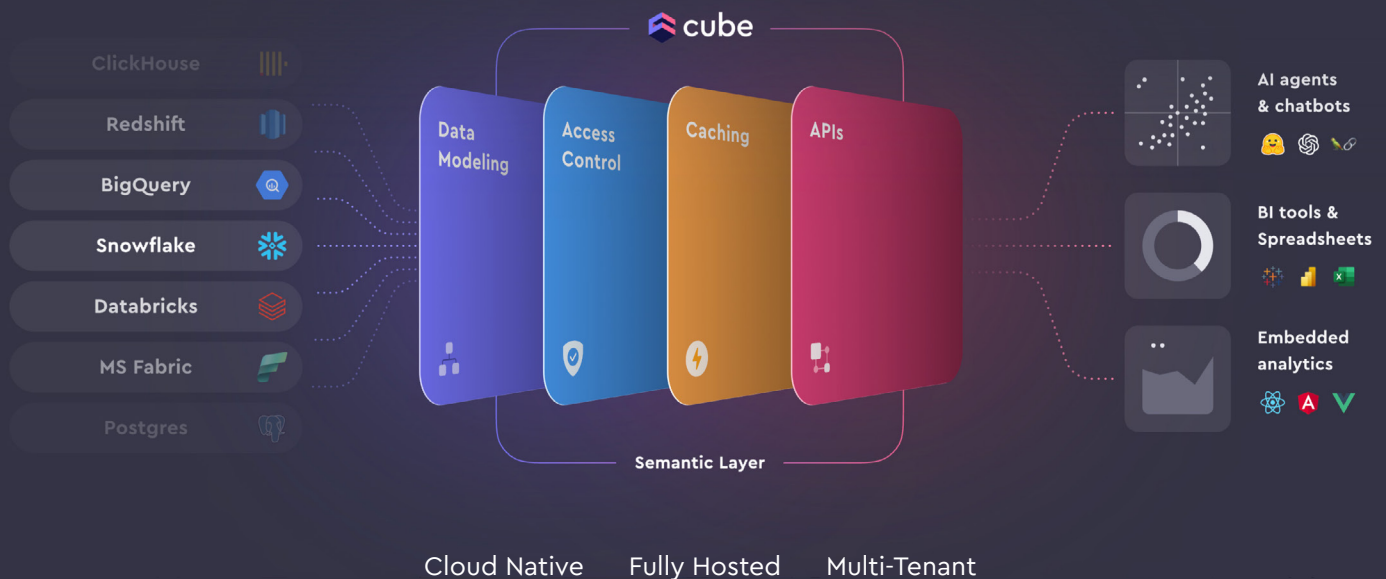 cube
ClickHouse
Redshift
BigQuery
Snowflake
Databricks
MS Fabric
Postgres
Data
Modeling
Access
Control
Caching
APIs
Semantic Layer
AI agents
& chatbots
BI tools &
Spreadsheets
Embedded
analytics
Cloud Native Fully Hosted Multi-Tenant